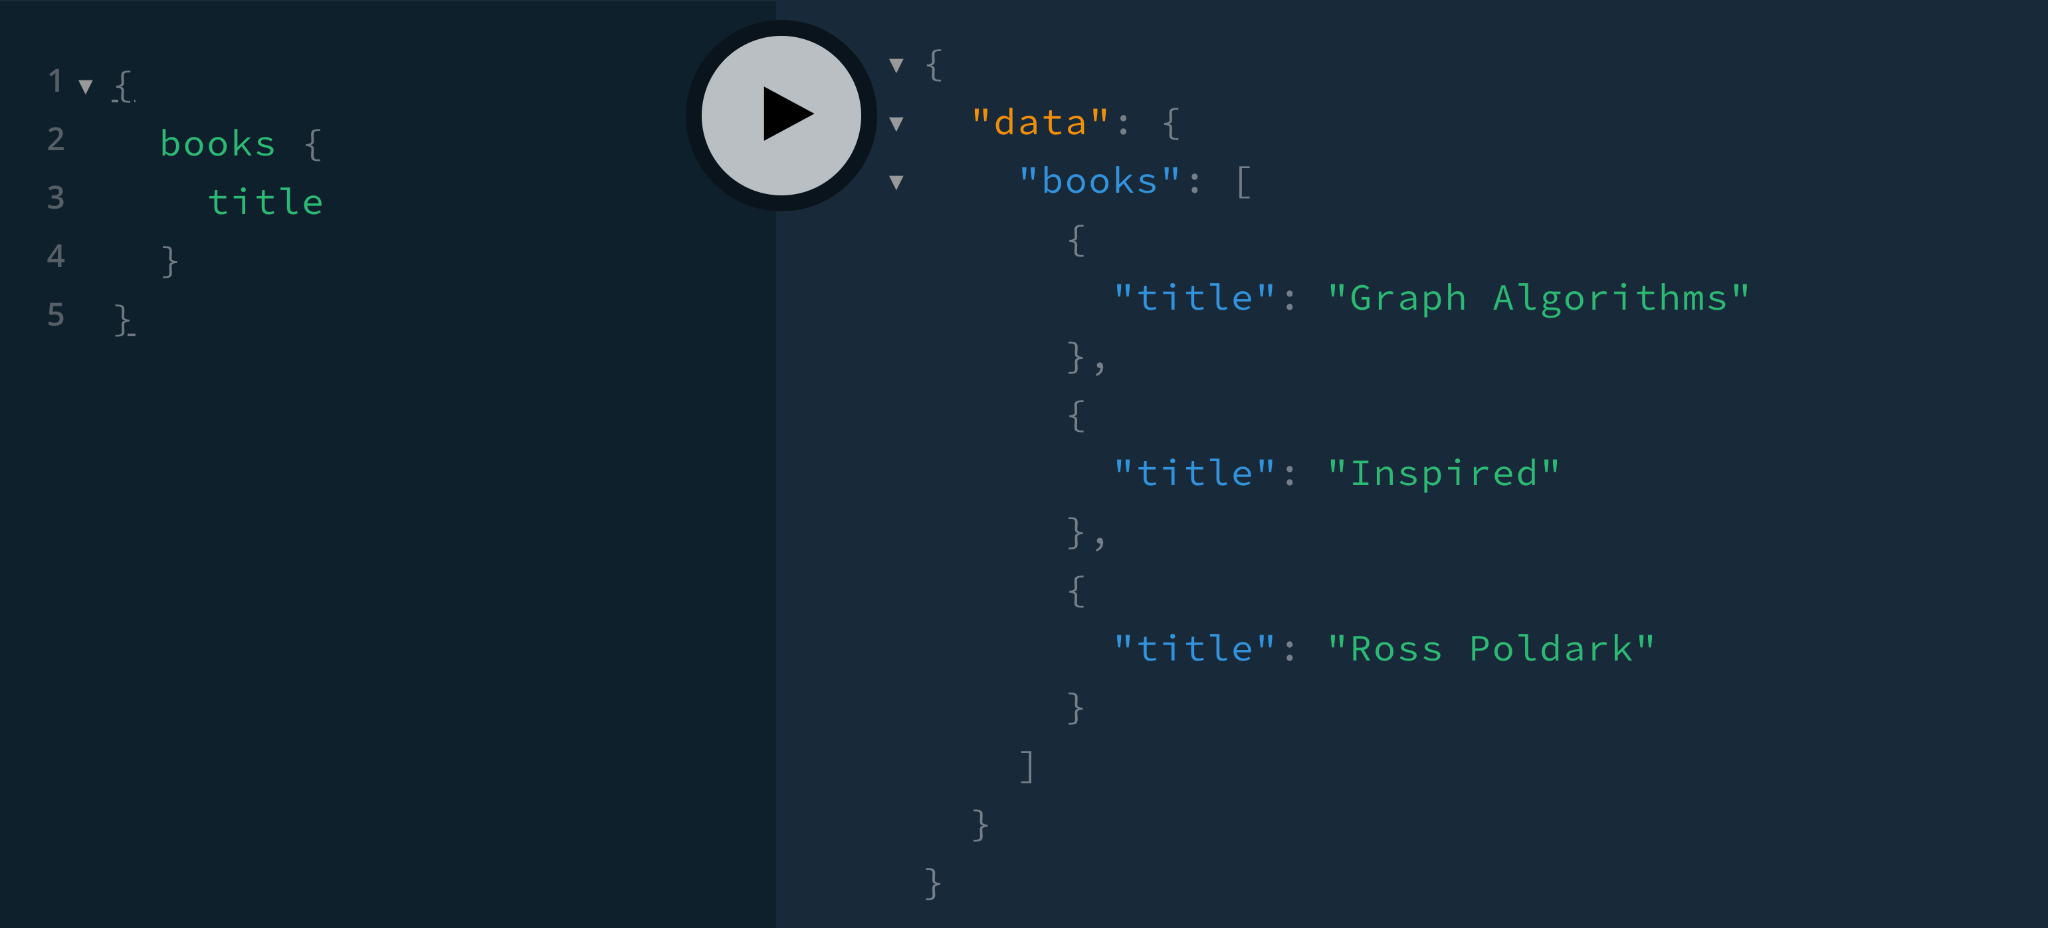 1 ▼ {
2 books {
3 title
4 }
5 }
▼ {
▼ "data": {
▼ "books": [
{
"title": "Graph Algorithms"
},
{
"title": "Inspired"
},
{
"title": "Ross Poldark"
}
]
}
}